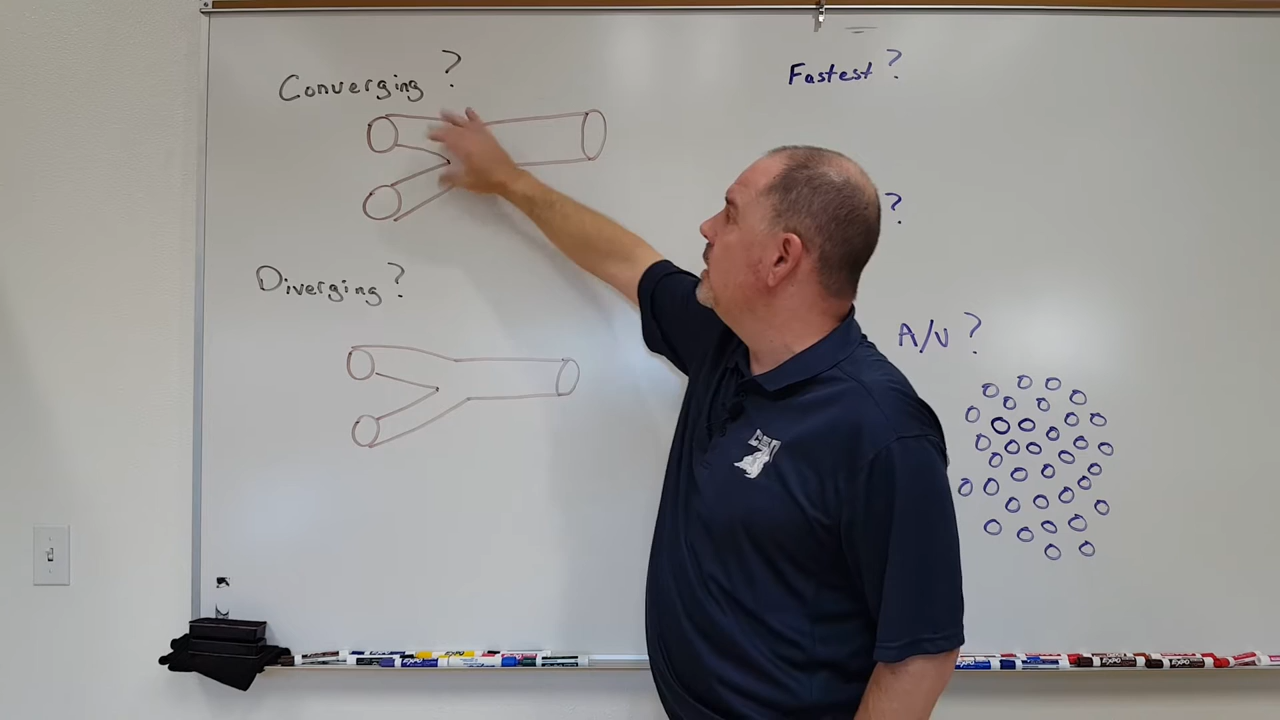 Converging ?
Fastest ?
?
Diverging ?
A/V ?